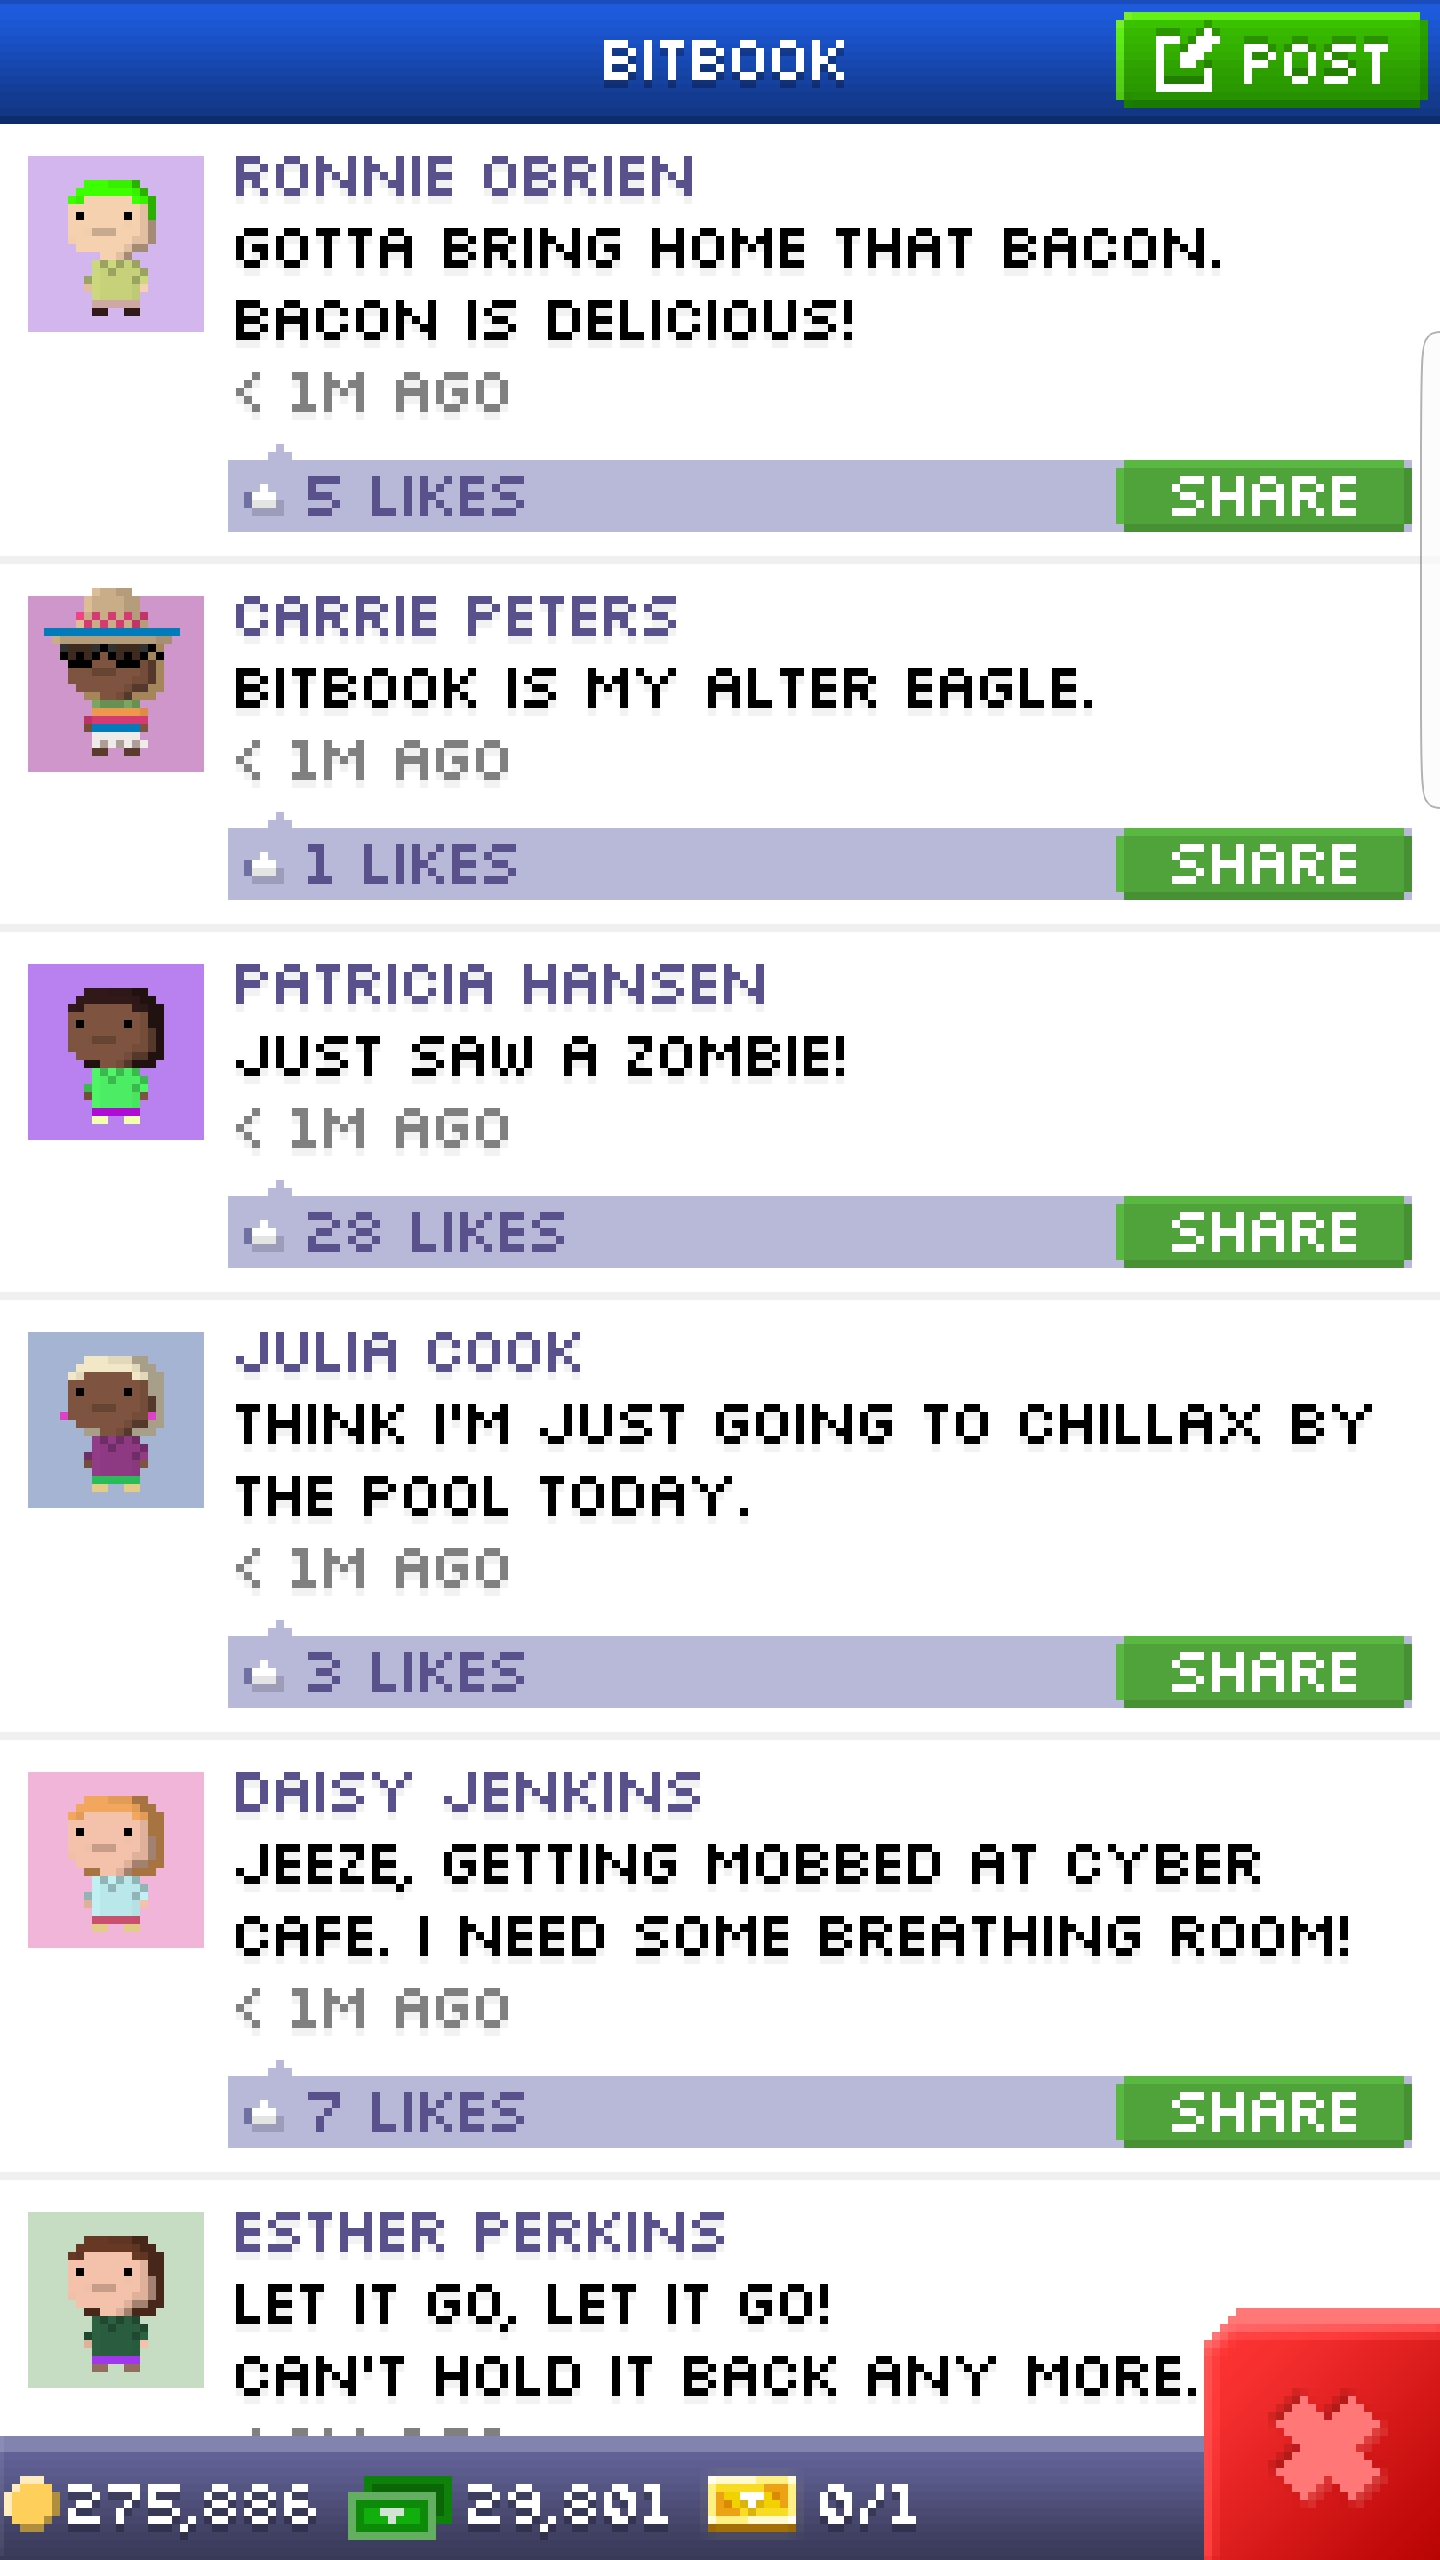 BITBOOK
POST
RONNIE OBRIEN
GOTTA BRING HOME THAT BACON.
BACON IS DELICIOUS!
< 1M AGO
5 LIKES
SHARE
CARRIE PETERS
BITBOOK IS MY ALTER EAGLE.
< 1M AGO
1 LIKES
SHARE
PATRICIA HANSEN
JUST SAW A ZOMBIE!
< 1M AGO
28 LIKES
SHARE
JULIA COOK
THINK I'M JUST GOING TO CHILLAX BY
THE POOL TODAY.
< 1M AGO
3 LIKES
SHARE
DAISY JENKINS
JEEZE, GETTING MOBBED AT CYBER
CAFE. I NEED SOME BREATHING ROOM!
< 1M AGO
7 LIKES
SHARE
ESTHER PERKINS
LET IT GO, LET IT GO!
CAN'T HOLD IT BACK ANY MORE.
275,886 29,801 0/1